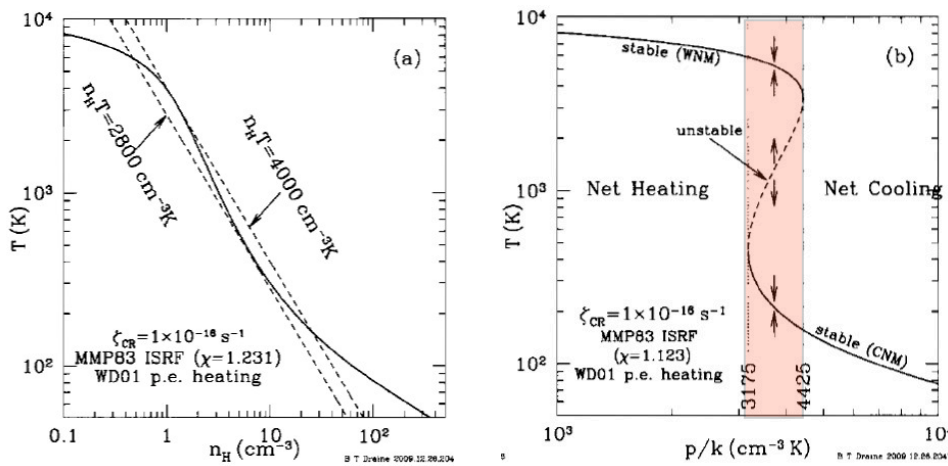 10⁴
(a)
n_H T=2800 cm⁻³K
n_H T=4000 cm⁻³K
10³
T (K)
10²
ζ_CR=1×10⁻¹⁶ s⁻¹
MMP83 ISRF (χ=1.231)
WD01 p.e. heating
0.1
1
10
10²
n_H (cm⁻³)
B T Draine 2009.12.26.204
10⁴
(b)
stable (WNM)
unstable
10³
Net Heating
Net Cooling
T (K)
10²
ζ_CR=1×10⁻¹⁶ s⁻¹
MMP83 ISRF
(χ=1.123)
WD01 p.e. heating
3175
4425
stable (CNM)
10³
10
p/k (cm⁻³ K)
B T Draine 2009.12.26.204